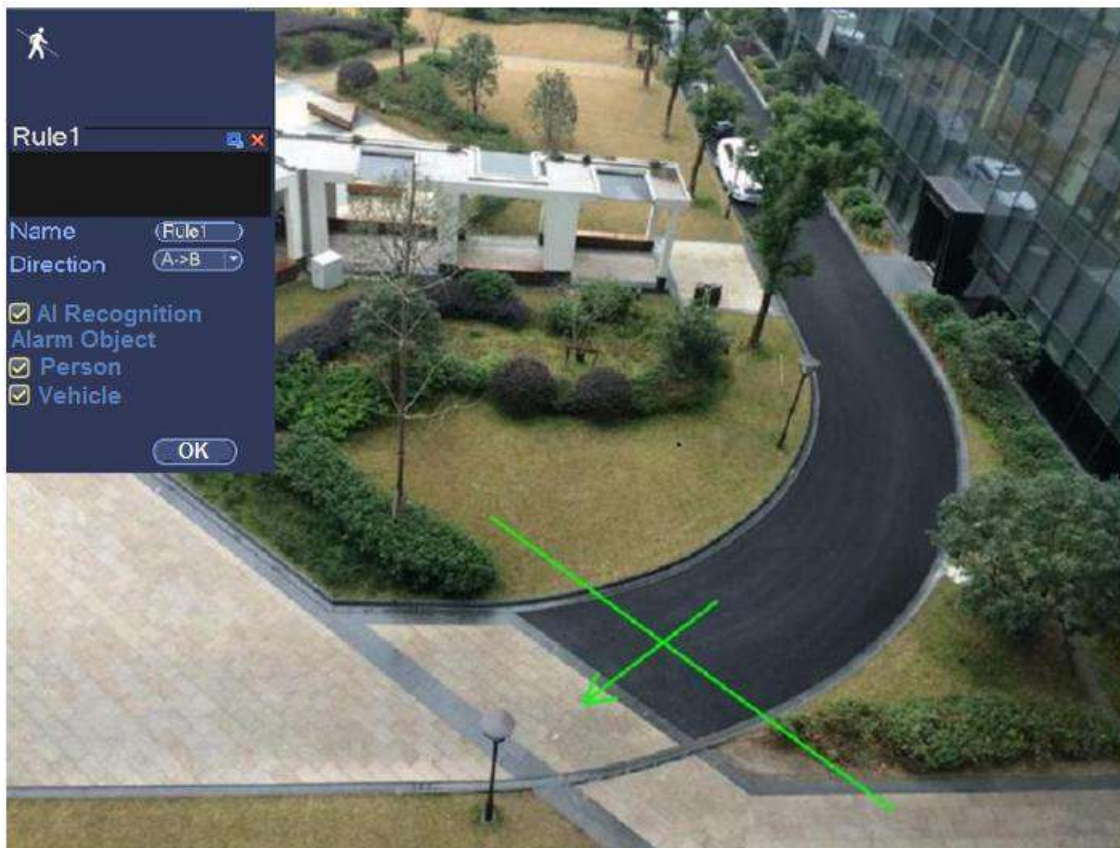 Rule1
Name Rule1
Direction A->B
AI Recognition
Alarm Object
Person
Vehicle
OK